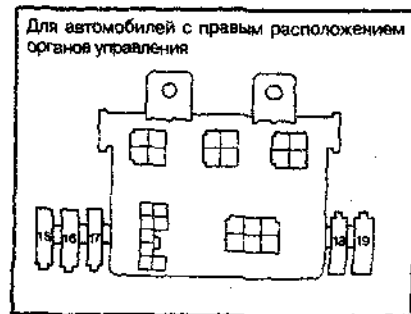 Для автомобилей с правым расположением
органов управления
15 16 17 18 19